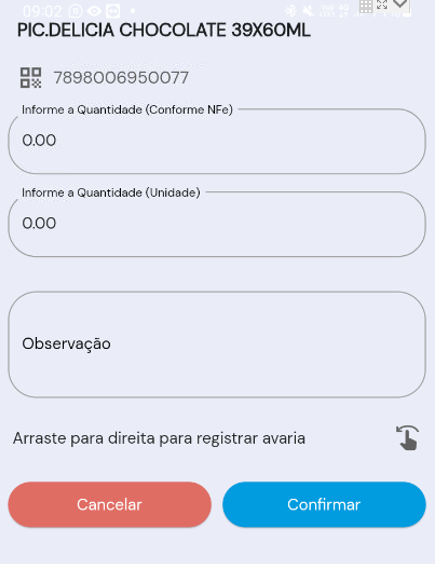 09:02
PIC.DELICIA CHOCOLATE 39X60ML
7898006950077
Informe a Quantidade (Conforme NFe)
0.00
Informe a Quantidade (Unidade)
0.00
Observação
Arraste para direita para registrar avaria
Cancelar
Confirmar